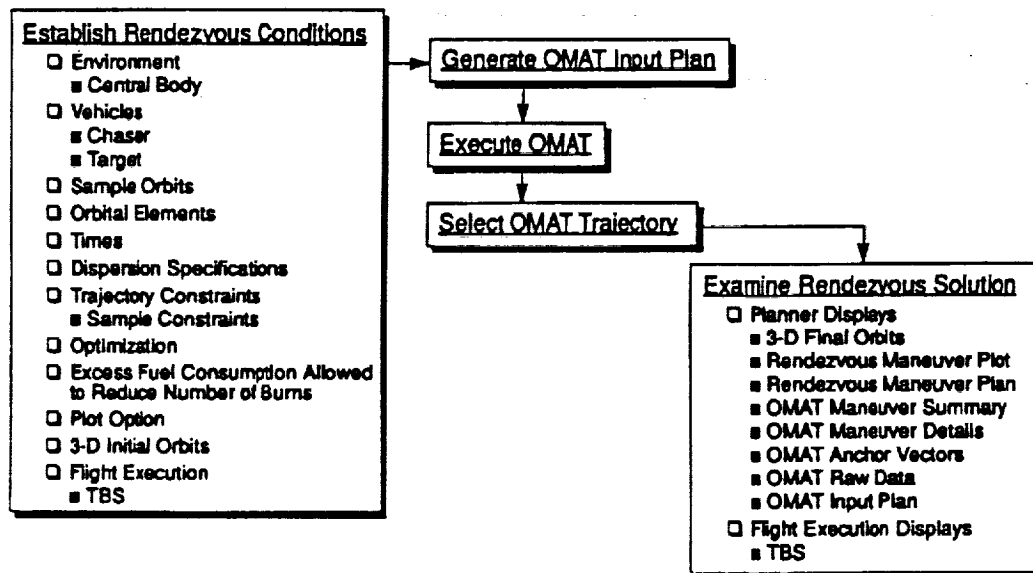 Establish Rendezvous Conditions
❑ Environment
■ Central Body
❑ Vehicles
■ Chaser
■ Target
❑ Sample Orbits
❑ Orbital Elements
❑ Times
❑ Dispersion Specifications
❑ Trajectory Constraints
■ Sample Constraints
❑ Optimization
❑ Excess Fuel Consumption Allowed
to Reduce Number of Burns
❑ Plot Option
❑ 3-D Initial Orbits
❑ Flight Execution
■ TBS
Generate OMAT Input Plan
Execute OMAT
Select OMAT Trajectory
Examine Rendezvous Solution
❑ Planner Displays
■ 3-D Final Orbits
■ Rendezvous Maneuver Plot
■ Rendezvous Maneuver Plan
■ OMAT Maneuver Summary
■ OMAT Maneuver Details
■ OMAT Anchor Vectors
■ OMAT Raw Data
■ OMAT Input Plan
❑ Flight Execution Displays
■ TBS